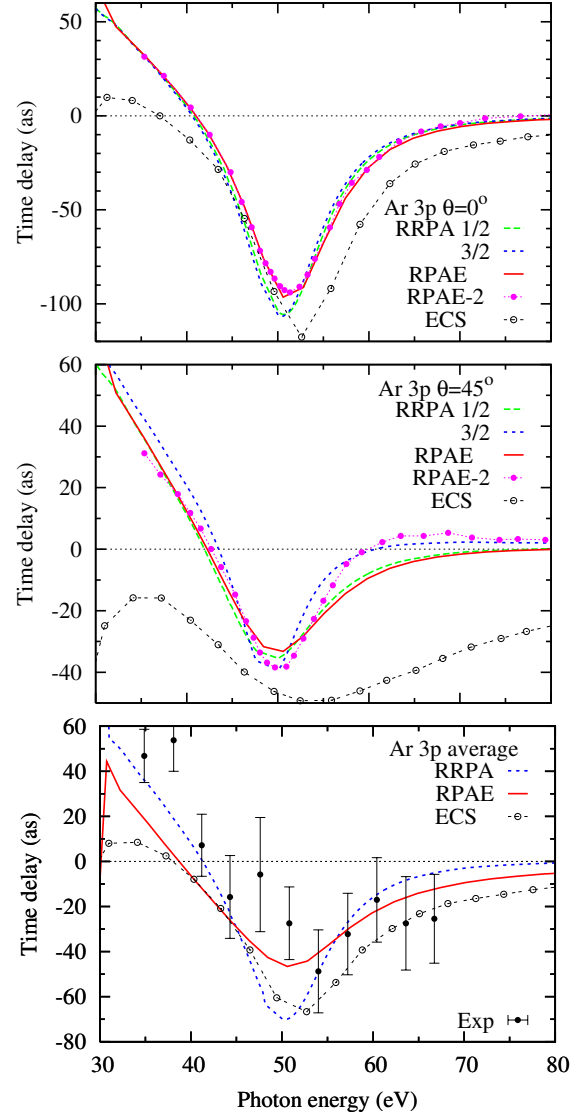 50
0
-50
-100
Time delay (as)
Ar 3p θ=0o
RRPA 1/2
3/2
RPAE
RPAE-2
ECS
60
40
20
0
-20
-40
Time delay (as)
Ar 3p θ=45o
RRPA 1/2
3/2
RPAE
RPAE-2
ECS
60
40
20
0
-20
-40
-60
-80
Time delay (as)
Ar 3p average
RRPA
RPAE
ECS
Exp
30 40 50 60 70 80
Photon energy (eV)